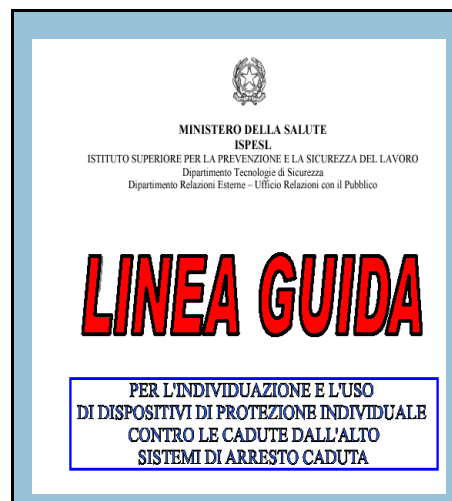 MINISTERO DELLA SALUTE
ISPESL
ISTITUTO SUPERIORE PER LA PREVENZIONE E LA SICUREZZA DEL LAVORO
Dipartimento Tecnologie di Sicurezza
Dipartimento Relazioni Esterne – Ufficio Relazioni con il Pubblico
LINEA GUIDA
PER L'INDIVIDUAZIONE E L'USO
DI DISPOSITIVI DI PROTEZIONE INDIVIDUALE
CONTRO LE CADUTE DALL'ALTO
SISTEMI DI ARRESTO CADUTA